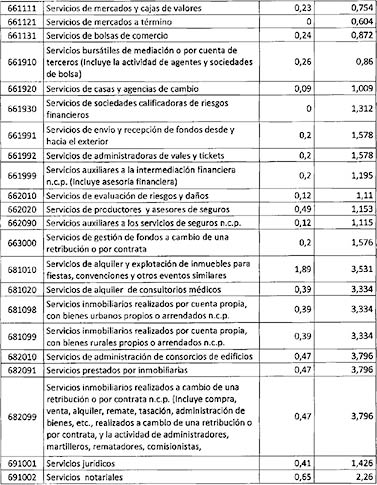 661111 Servicios de mercados y cajas de valores 0,23 0,754
661121 Servicios de mercados a término 0 0,604
661131 Servicios de bolsas de comercio 0,24 0,872
661910 Servicios bursátiles de mediación o por cuenta de
terceros (Incluye la actividad de agentes y sociedades
de bolsa) 0,26 0,86
661920 Servicios de casas y agencias de cambio 0,09 1,009
661930 Servicios de sociedades calificadoras de riesgos
financieros 0 1,312
661991 Servicios de envio y recepción de fondos desde y
hacia el exterior 0,2 1,578
661992 Servicios de administradoras de vales y tickets 0,2 1,578
661999 Servicios auxiliares a la intermediación financiera
n.c.p. (Incluye asesoría financiera) 0,2 1,195
662010 Servicios de evaluación de riesgos y daños 0,12 1,11
662020 Servicios de productores y asesores de seguros 0,49 1,153
662090 Servicios auxiliares a los servicios de seguros n.c.p. 0,12 1,115
663000 Servicios de gestión de fondos a cambio de una
retribución o por contrata 0,2 1,576
681010 Servicios de alquiler y explotación de inmuebles para
fiestas, convenciones y otros eventos similares 1,89 3,531
681020 Servicios de alquiler de consultorios médicos 0,39 3,334
681098 Servicios inmobiliarios realizados por cuenta propia,
con bienes urbanos propios o arrendados n.c.p. 0,39 3,334
681099 Servicios inmobiliarios realizados por cuenta propia,
con bienes rurales propios o arrendados n.c.p. 0,39 3,334
682010 Servicios de administración de consorcios de edificios 0,47 3,796
682091 Servicios prestados por inmobiliarias 0,47 3,796
682099 Servicios inmobiliarios realizados a cambio de una
retribución o por contrata n.c.p. (Incluye compra,
venta, alquiler, remate, tasación, administración de
bienes, etc., realizados a cambio de una retribución o
por contrata, y la actividad de administradores,
martilleros, rematadores, comisionistas, 0,47 3,796
691001 Servicios jurídicos 0,41 1,426
691002 Servicios notariales 0,65 2,26